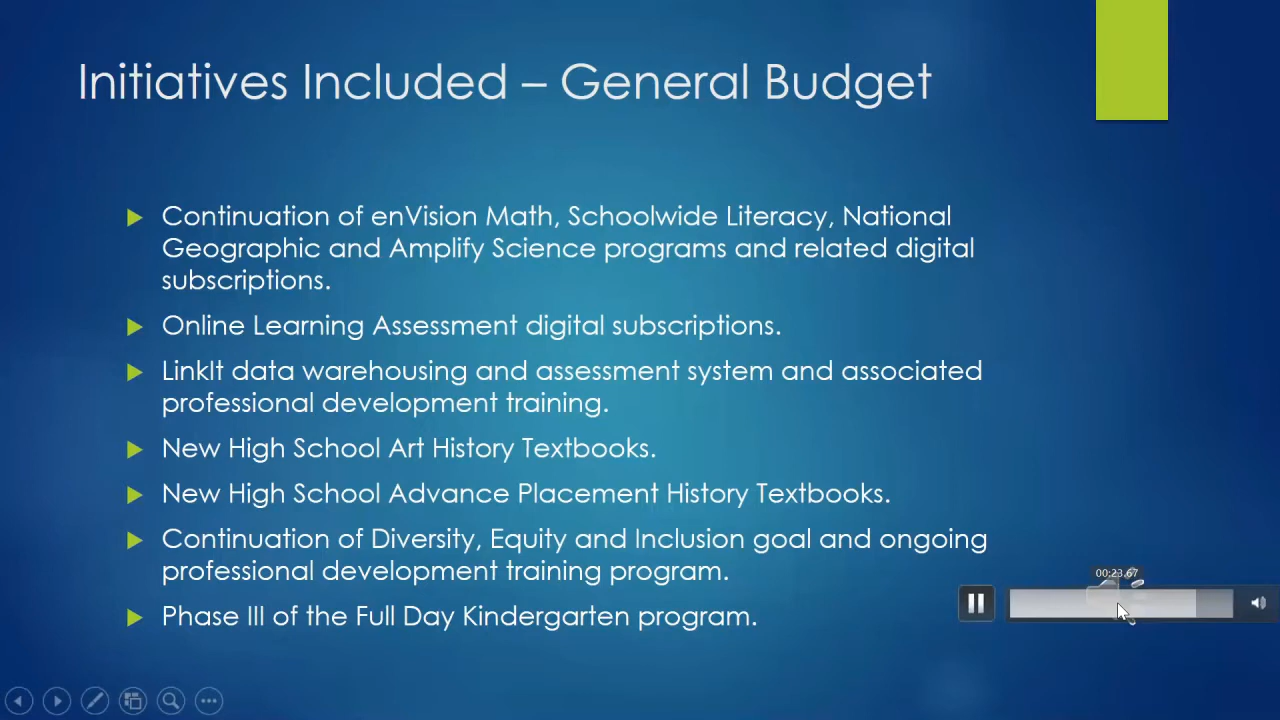 Initiatives Included – General Budget
Continuation of enVision Math, Schoolwide Literacy, National
Geographic and Amplify Science programs and related digital
subscriptions.
Online Learning Assessment digital subscriptions.
LinkIt data warehousing and assessment system and associated
professional development training.
New High School Art History Textbooks.
New High School Advance Placement History Textbooks.
Continuation of Diversity, Equity and Inclusion goal and ongoing
professional development training program.
Phase III of the Full Day Kindergarten program.
00:23.67